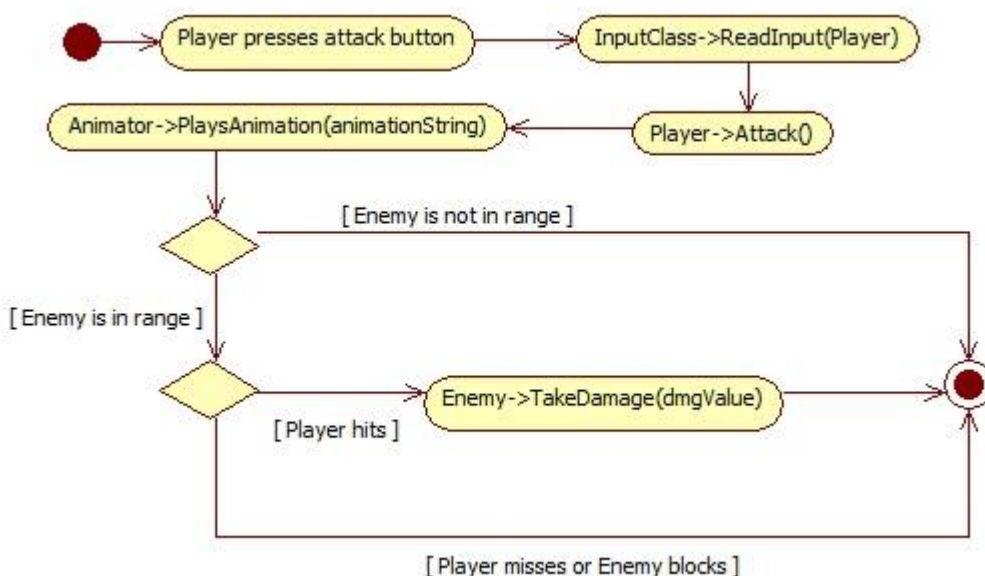 Player presses attack button
InputClass->ReadInput(Player)
Animator->PlaysAnimation(animationString)
Player->Attack()
[ Enemy is not in range ]
[ Enemy is in range ]
Enemy->TakeDamage(dmgValue)
[ Player hits ]
[ Player misses or Enemy blocks ]